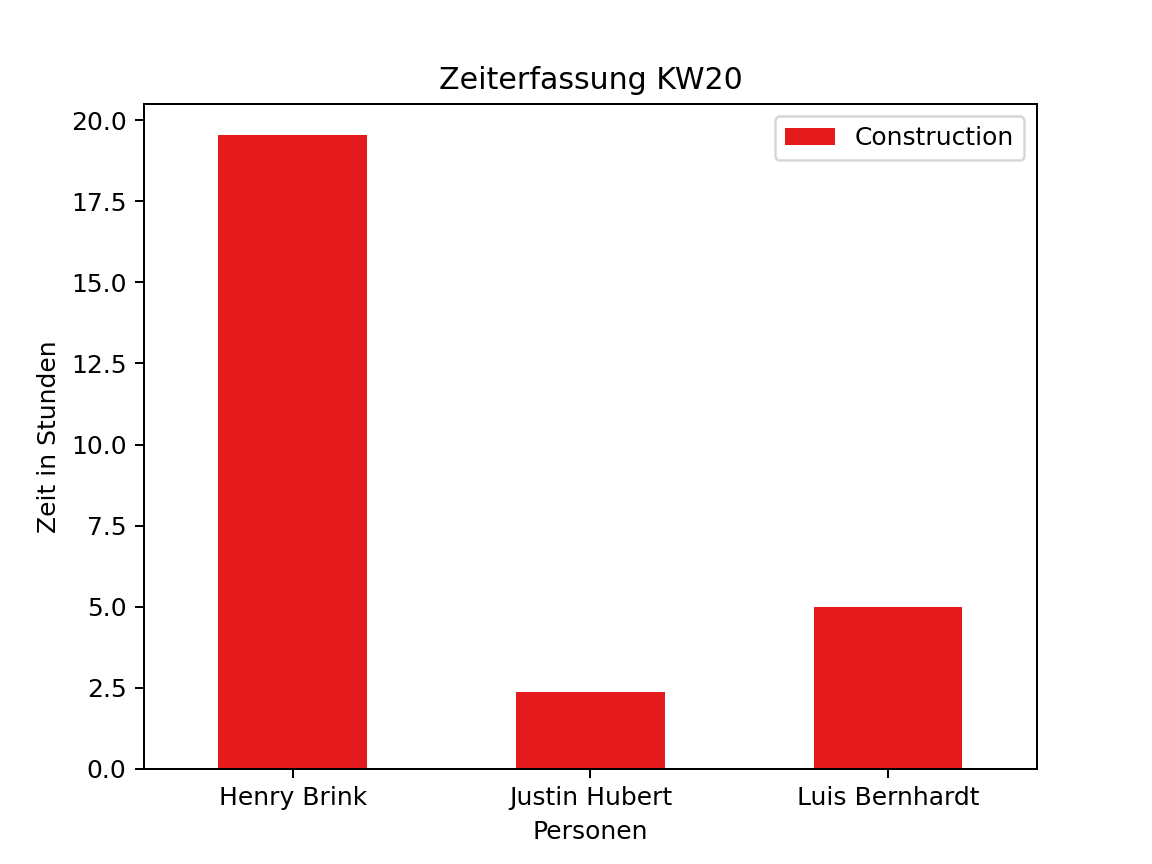 Zeiterfassung KW20
Construction
20.0
17.5
15.0
12.5
10.0
7.5
5.0
2.5
0.0
Zeit in Stunden
Henry Brink Justin Hubert Luis Bernhardt
Personen